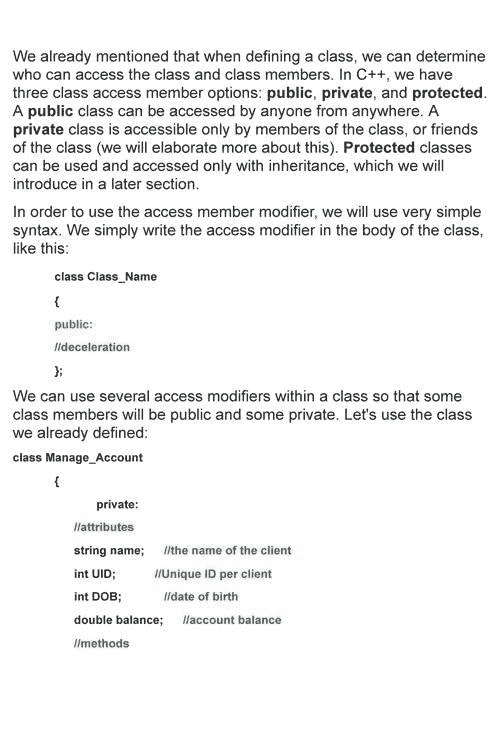 We already mentioned that when defining a class, we can determine
who can access the class and class members. In C++, we have
three class access member options: public, private, and protected.
A public class can be accessed by anyone from anywhere. A
private class is accessible only by members of the class, or friends
of the class (we will elaborate more about this). Protected classes
can be used and accessed only with inheritance, which we will
introduce in a later section.
In order to use the access member modifier, we will use very simple
syntax. We simply write the access modifier in the body of the class,
like this:
class Class_Name
{
public:
//deceleration
};
We can use several access modifiers within a class so that some
class members will be public and some private. Let's use the class
we already defined:
class Manage_Account
{
private:
//attributes
string name; //the name of the client
int UID; //Unique ID per client
int DOB; //date of birth
double balance; //account balance
//methods